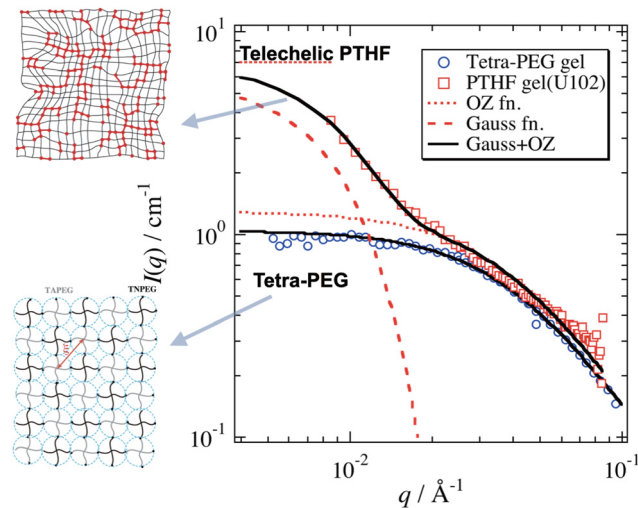 Telechelic PTHF
Tetra-PEG gel
PTHF gel(U102)
OZ fn.
Gauss fn.
Gauss+OZ
10¹
10⁰
10⁻¹
I(q) / cm⁻¹
Tetra-PEG
TAPEG TNPEG
10⁻² 10⁻¹
q / Å⁻¹